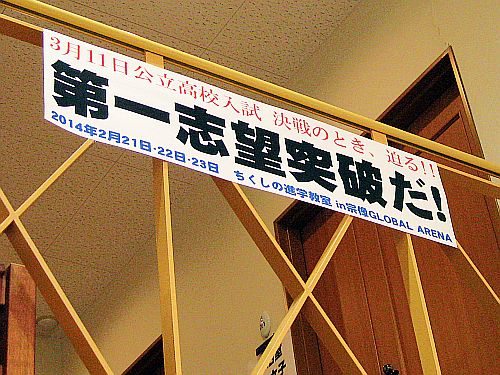 3月11日公立高校入試 決戦のとき、迫る!!
第一志望突破だ!
2014年2月21日·22日·23日 ちくしの進学教室 in宗像GLOBAL ARENA